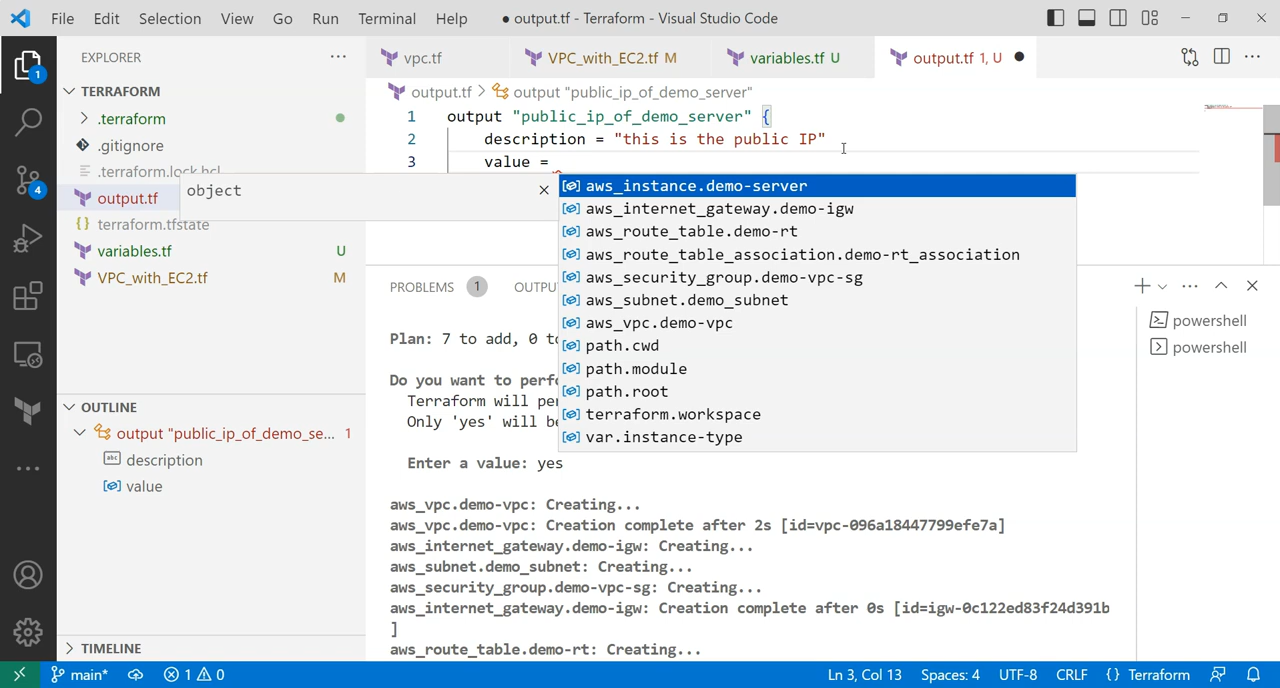 File Edit Selection View Go Run Terminal Help
● output.tf - Terraform - Visual Studio Code
EXPLORER
vpc.tf
VPC_with_EC2.tf M
variables.tf U
output.tf 1, U
TERRAFORM
output.tf > output "public_ip_of_demo_server"
.terraform
.gitignore
.terraform.lock.hcl
output.tf
terraform.tfstate
variables.tf U
VPC_with_EC2.tf M
1
4
1 output "public_ip_of_demo_server" {
2 description = "this is the public IP"
3 value =
object
aws_instance.demo-server
aws_internet_gateway.demo-igw
aws_route_table.demo-rt
aws_route_table_association.demo-rt_association
aws_security_group.demo-vpc-sg
aws_subnet.demo_subnet
aws_vpc.demo-vpc
path.cwd
path.module
path.root
terraform.workspace
var.instance-type
OUTLINE
output "public_ip_of_demo_se... 1
description
value
TIMELINE
PROBLEMS 1 OUTPU
powershell
powershell
Plan: 7 to add, 0 to
Do you want to perfo
Terraform will per
Only 'yes' will be
Enter a value: yes
aws_vpc.demo-vpc: Creating...
aws_vpc.demo-vpc: Creation complete after 2s [id=vpc-096a18447799efe7a]
aws_internet_gateway.demo-igw: Creating...
aws_subnet.demo_subnet: Creating...
aws_security_group.demo-vpc-sg: Creating...
aws_internet_gateway.demo-igw: Creation complete after 0s [id=igw-0c122ed83f24d391b
]
aws_route_table.demo-rt: Creating...
main* 1 0 Ln 3, Col 13 Spaces: 4 UTF-8 CRLF {} Terraform